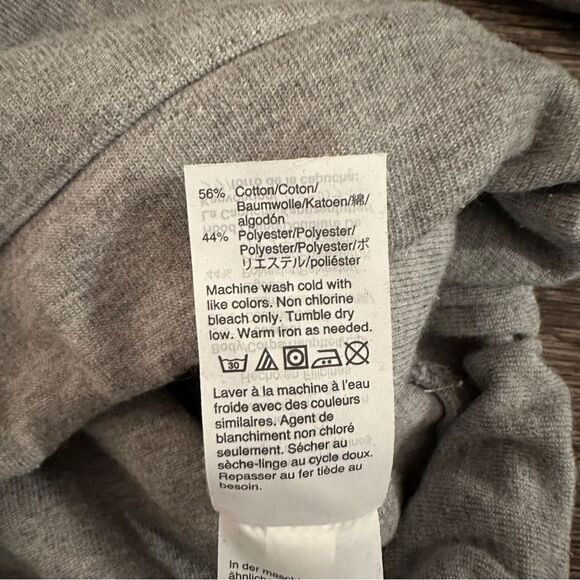 56% Cotton/Coton/
Baumwolle/Katoen/綿/
algodón
44% Polyester/Polyester/
Polyester/Polyester/ポ
リエステル/poliéster
Machine wash cold with
like colors. Non chlorine
bleach only. Tumble dry
low. Warm iron as needed.
30
Laver à la machine à l'eau
froide avec des couleurs
similaires. Agent de
blanchiment non chloré
seulement. Sécher au
sèche-linge au cycle doux.
Repasser au fer tiède au
besoin.
In der